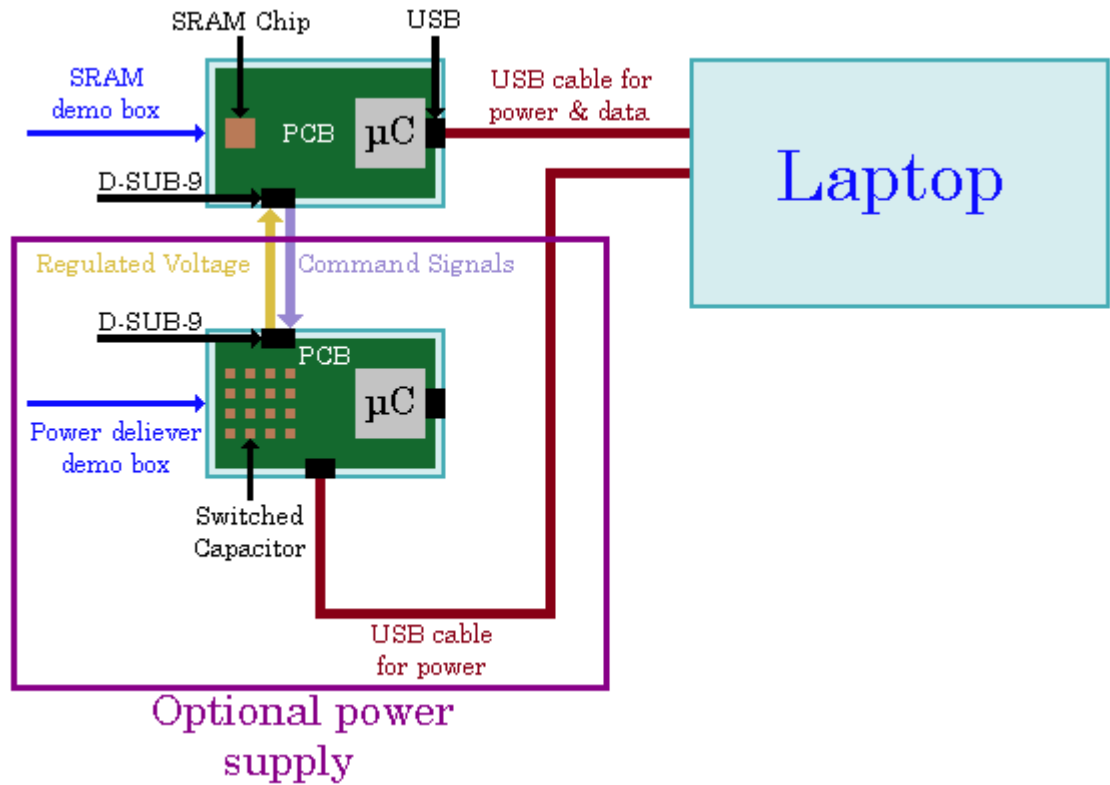 SRAM Chip
USB
SRAM
demo box
USB cable for
power & data
PCB
µC
Laptop
D-SUB-9
Regulated Voltage
Command Signals
D-SUB-9
PCB
µC
Power deliever
demo box
Switched
Capacitor
USB cable
for power
Optional power
supply